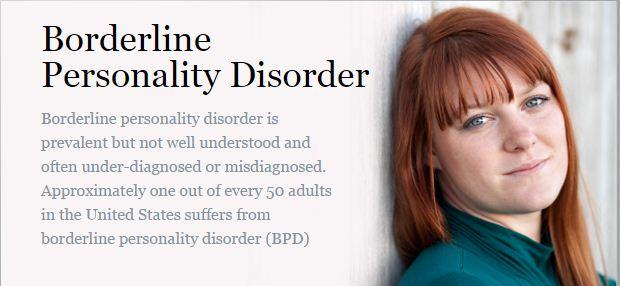 Borderline
Personality Disorder
Borderline personality disorder is
prevalent but not well understood and
often under-diagnosed or misdiagnosed.
Approximately one out of every 50 adults
in the United States suffers from
borderline personality disorder (BPD)